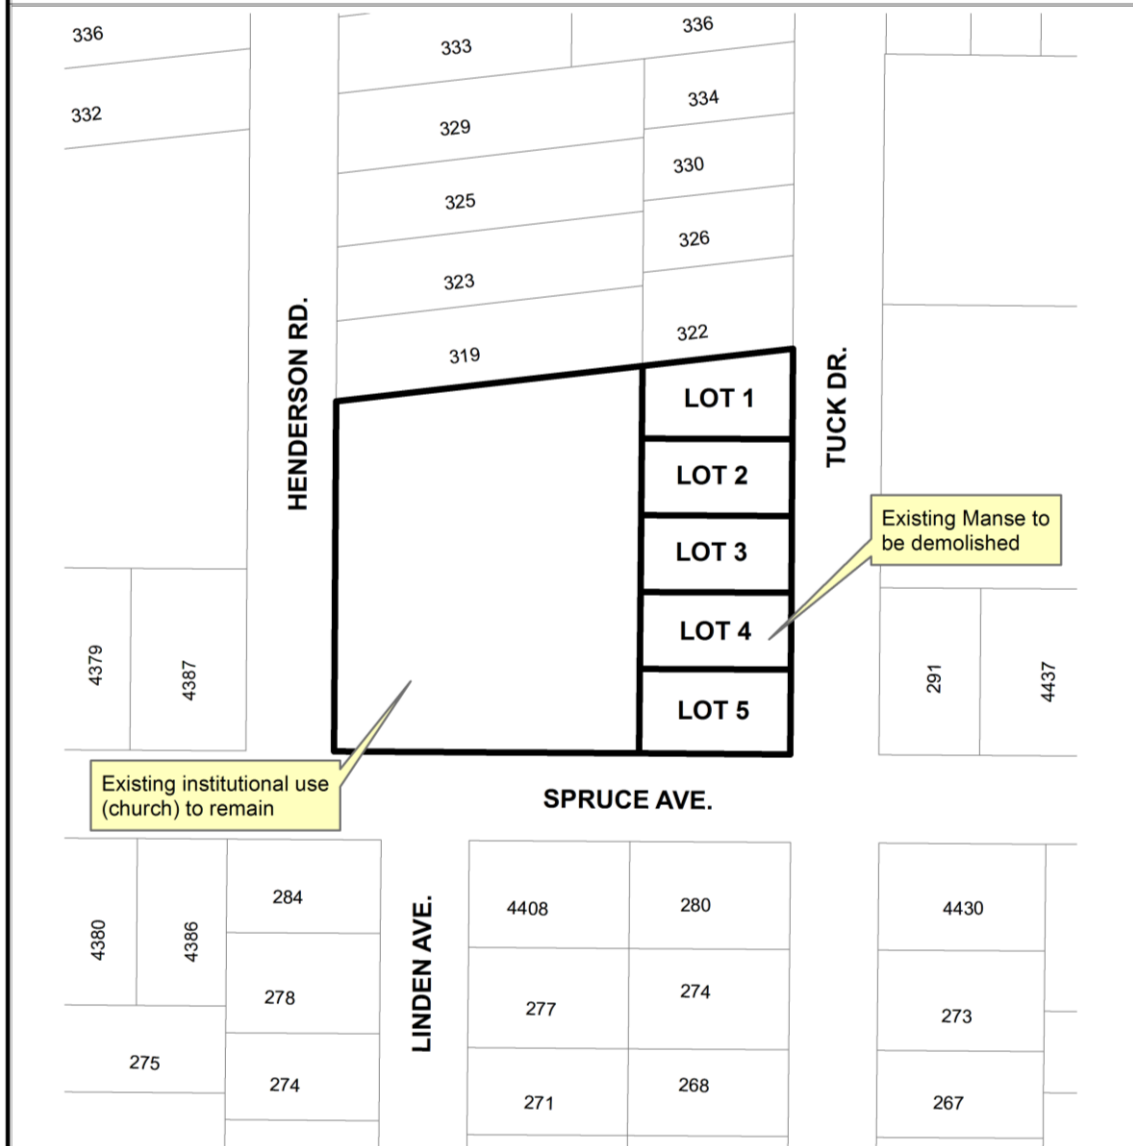 336
333
336
332
329
334
325
330
323
326
319
322
HENDERSON RD.
TUCK DR.
LOT 1
LOT 2
LOT 3
LOT 4
LOT 5
Existing Manse to
be demolished
4379
4387
291
4437
Existing institutional use
(church) to remain
SPRUCE AVE.
4380
4386
284
278
275
274
LINDEN AVE.
4408
280
277
274
271
268
4430
273
267